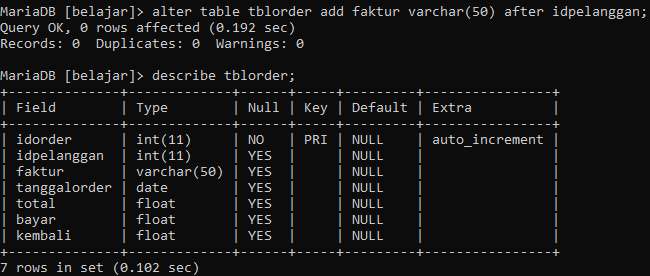 MariaDB [belajar]> alter table tblorder add faktur varchar(50) after idpelanggan;
Query OK, 0 rows affected (0.192 sec)
Records: 0  Duplicates: 0  Warnings: 0

MariaDB [belajar]> describe tblorder;
+--------------+-------------+------+-----+---------+----------------+
| Field        | Type        | Null | Key | Default | Extra          |
+--------------+-------------+------+-----+---------+----------------+
| idorder      | int(11)     | NO   | PRI | NULL    | auto_increment |
| idpelanggan  | int(11)     | YES  |     | NULL    |                |
| faktur       | varchar(50) | YES  |     | NULL    |                |
| tanggalorder | date        | YES  |     | NULL    |                |
| total        | float       | YES  |     | NULL    |                |
| bayar        | float       | YES  |     | NULL    |                |
| kembali      | float       | YES  |     | NULL    |                |
+--------------+-------------+------+-----+---------+----------------+
7 rows in set (0.102 sec)